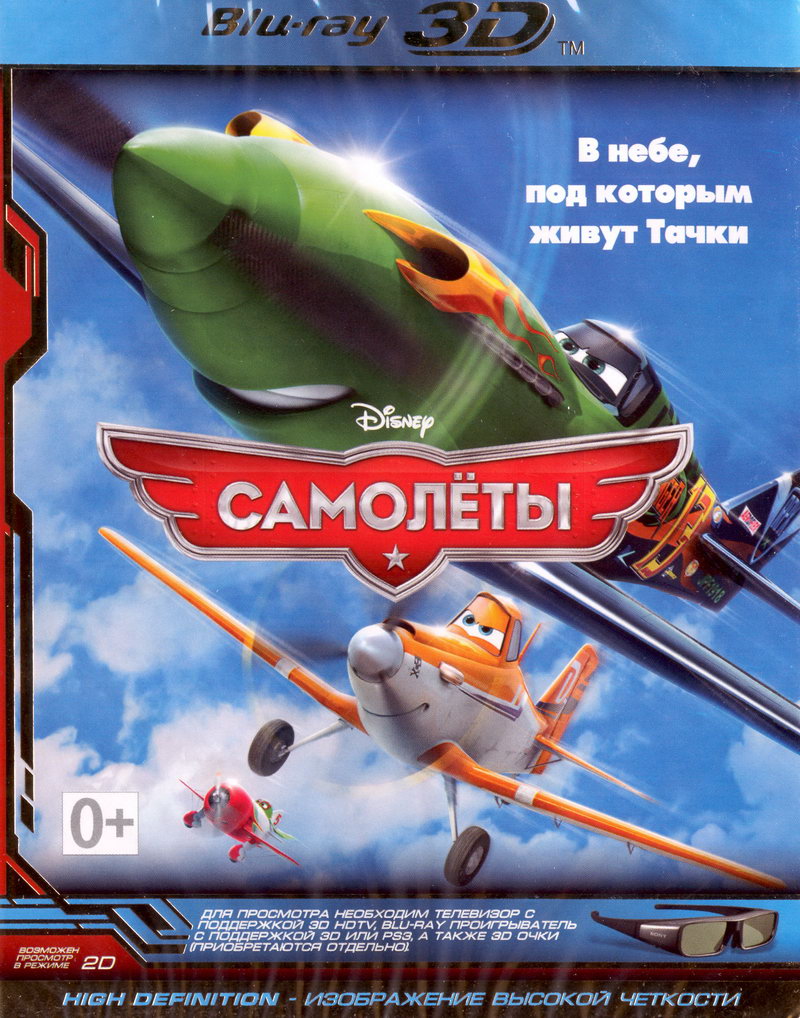 Blu-ray 3D™
В небе,
под которым
живут Тачки
Disney
САМОЛЁТЫ
0+
ДЛЯ ПРОСМОТРА НЕОБХОДИМ ТЕЛЕВИЗОР С
ПОДДЕРЖКОЙ 3D HDTV, BLU-RAY ПРОИГРЫВАТЕЛЬ
С ПОДДЕРЖКОЙ 3D ИЛИ PS3, А ТАКЖЕ 3D ОЧКИ
(ПРИОБРЕТАЮТСЯ ОТДЕЛЬНО).
SONY
ВОЗМОЖЕН
ПРОСМОТР
В РЕЖИМЕ 2D
HIGH DEFINITION - ИЗОБРАЖЕНИЕ ВЫСОКОЙ ЧЕТКОСТИ